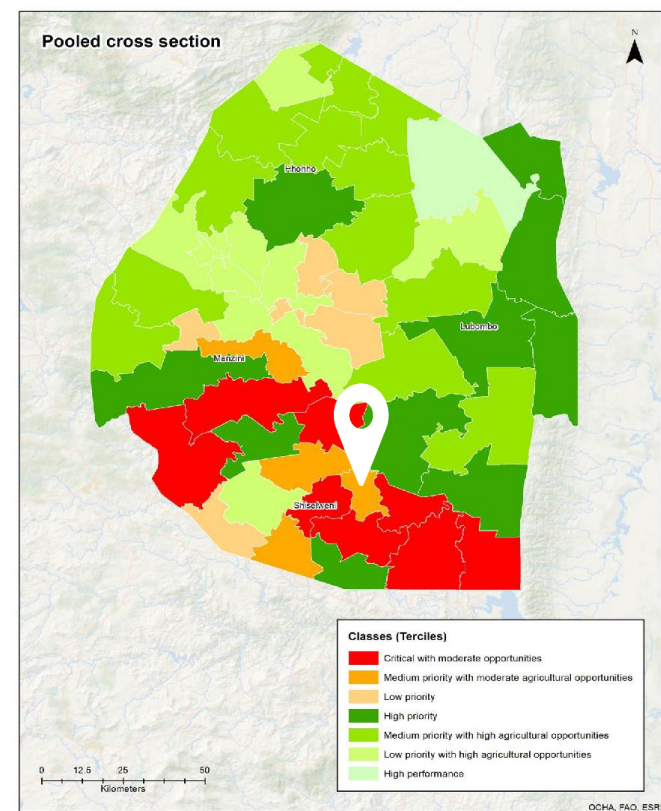 Pooled cross section
N
Hhohho
Lubombo
Manzini
Shiselweni
Classes (Terciles)
Critical with moderate opportunities
Medium priority with moderate agricultural opportunities
Low priority
High priority
Medium priority with high agricultural opportunities
Low priority with high agricultural opportunities
High performance
0 12.5 25 50
Kilometers
OCHA, FAO, ESRI